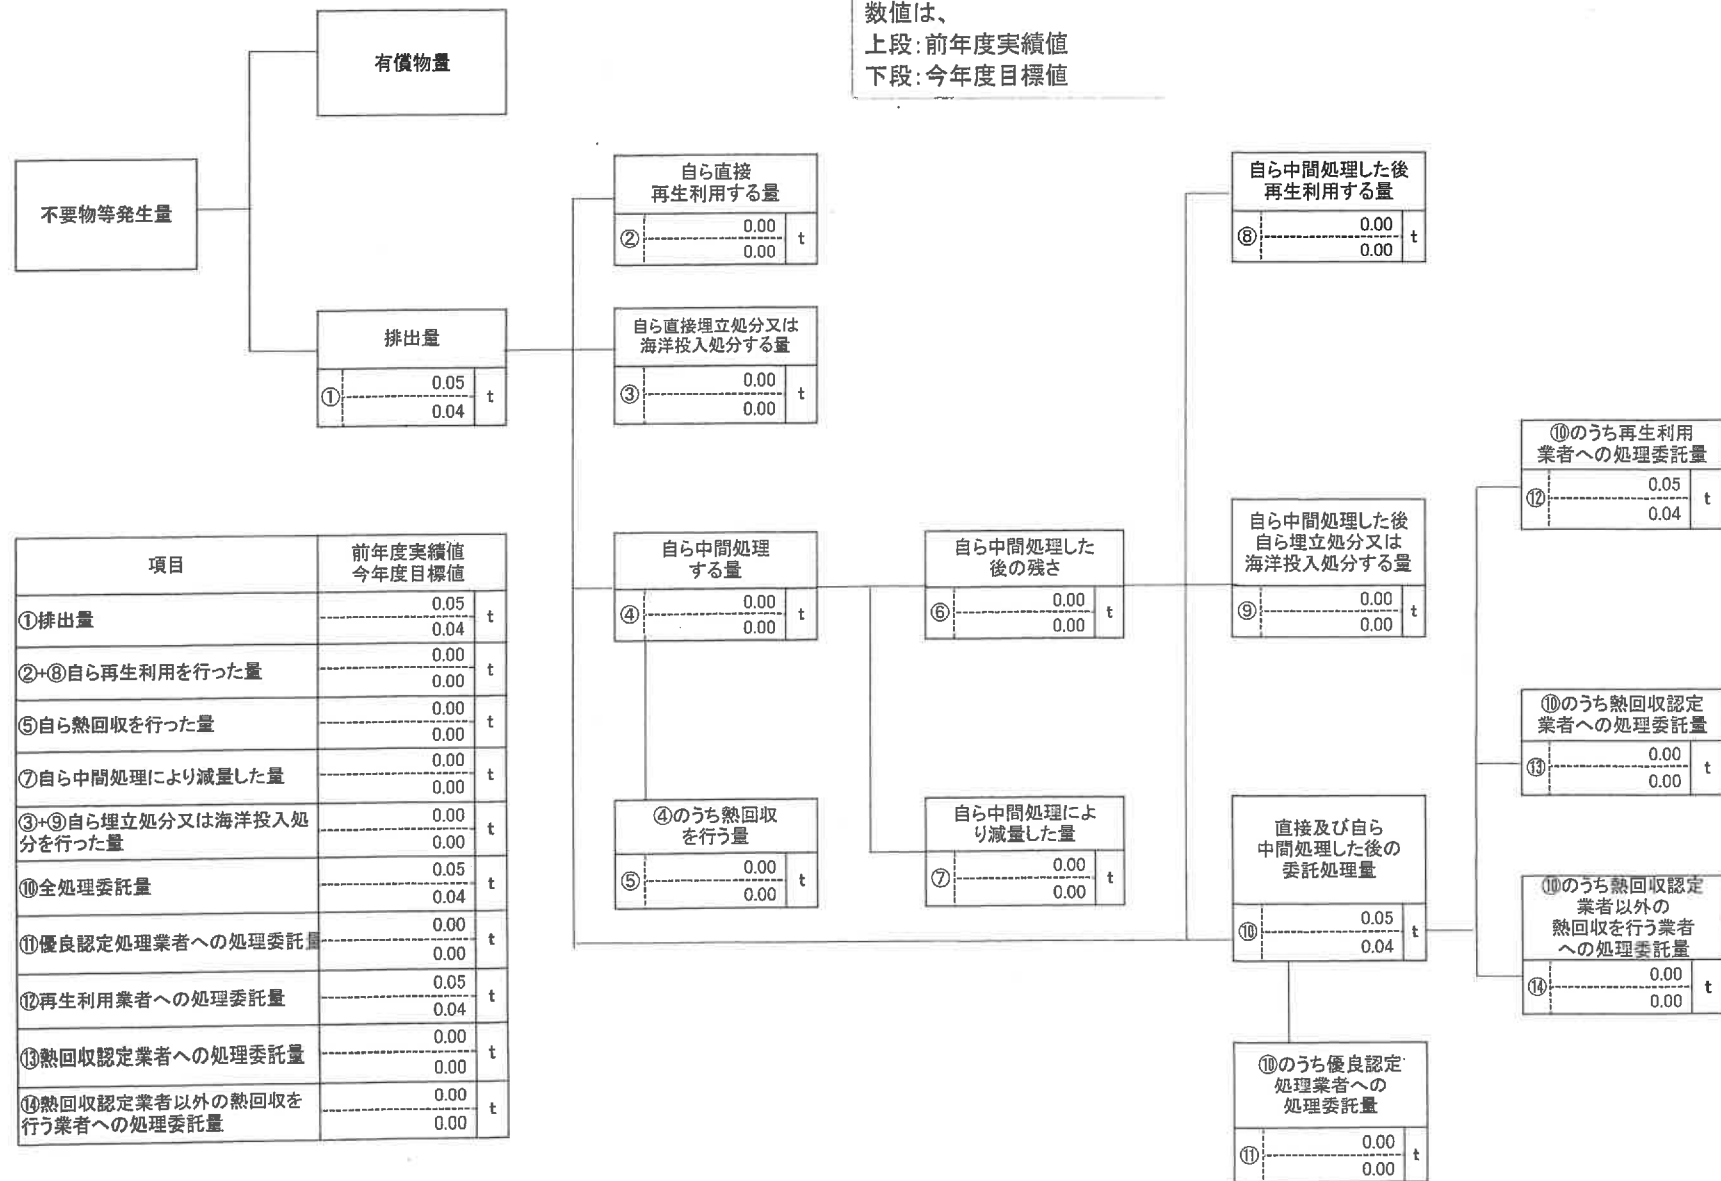 数値は、
上段:前年度実績値
下段:今年度目標値
有償物量
不要物等発生量
排出量
① 0.05 t
0.04
自ら直接
再生利用する量
② 0.00 t
0.00
自ら直接埋立処分又は
海洋投入処分する量
③ 0.00 t
0.00
自ら中間処理
する量
④ 0.00 t
0.00
④のうち熱回収
を行う量
⑤ 0.00 t
0.00
自ら中間処理した
後の残さ
⑥ 0.00 t
0.00
自ら中間処理によ
り減量した量
⑦ 0.00 t
0.00
自ら中間処理した後
再生利用する量
⑧ 0.00 t
0.00
自ら中間処理した後
自ら埋立処分又は
海洋投入処分する量
⑨ 0.00 t
0.00
直接及び自ら
中間処理した後の
委託処理量
⑩ 0.05 t
0.04
⑩のうち優良認定
処理業者への
処理委託量
⑪ 0.00 t
0.00
⑩のうち再生利用
業者への処理委託量
⑫ 0.05 t
0.04
⑩のうち熱回収認定
業者への処理委託量
⑬ 0.00 t
0.00
⑩のうち熱回収認定
業者以外の
熱回収を行う業者
への処理委託量
⑭ 0.00 t
0.00
項目 前年度実績値
今年度目標値
①排出量 0.05 t
0.04
②+⑧自ら再生利用を行った量 0.00 t
0.00
⑤自ら熱回収を行った量 0.00 t
0.00
⑦自ら中間処理により減量した量 0.00 t
0.00
③+⑨自ら埋立処分又は海洋投入処 0.00 t
分を行った量 0.00
⑩全処理委託量 0.05 t
0.04
⑪優良認定処理業者への処理委託量 0.00 t
0.00
⑫再生利用業者への処理委託量 0.05 t
0.04
⑬熱回収認定業者への処理委託量 0.00 t
0.00
⑭熱回収認定業者以外の熱回収を 0.00 t
行う業者への処理委託量 0.00